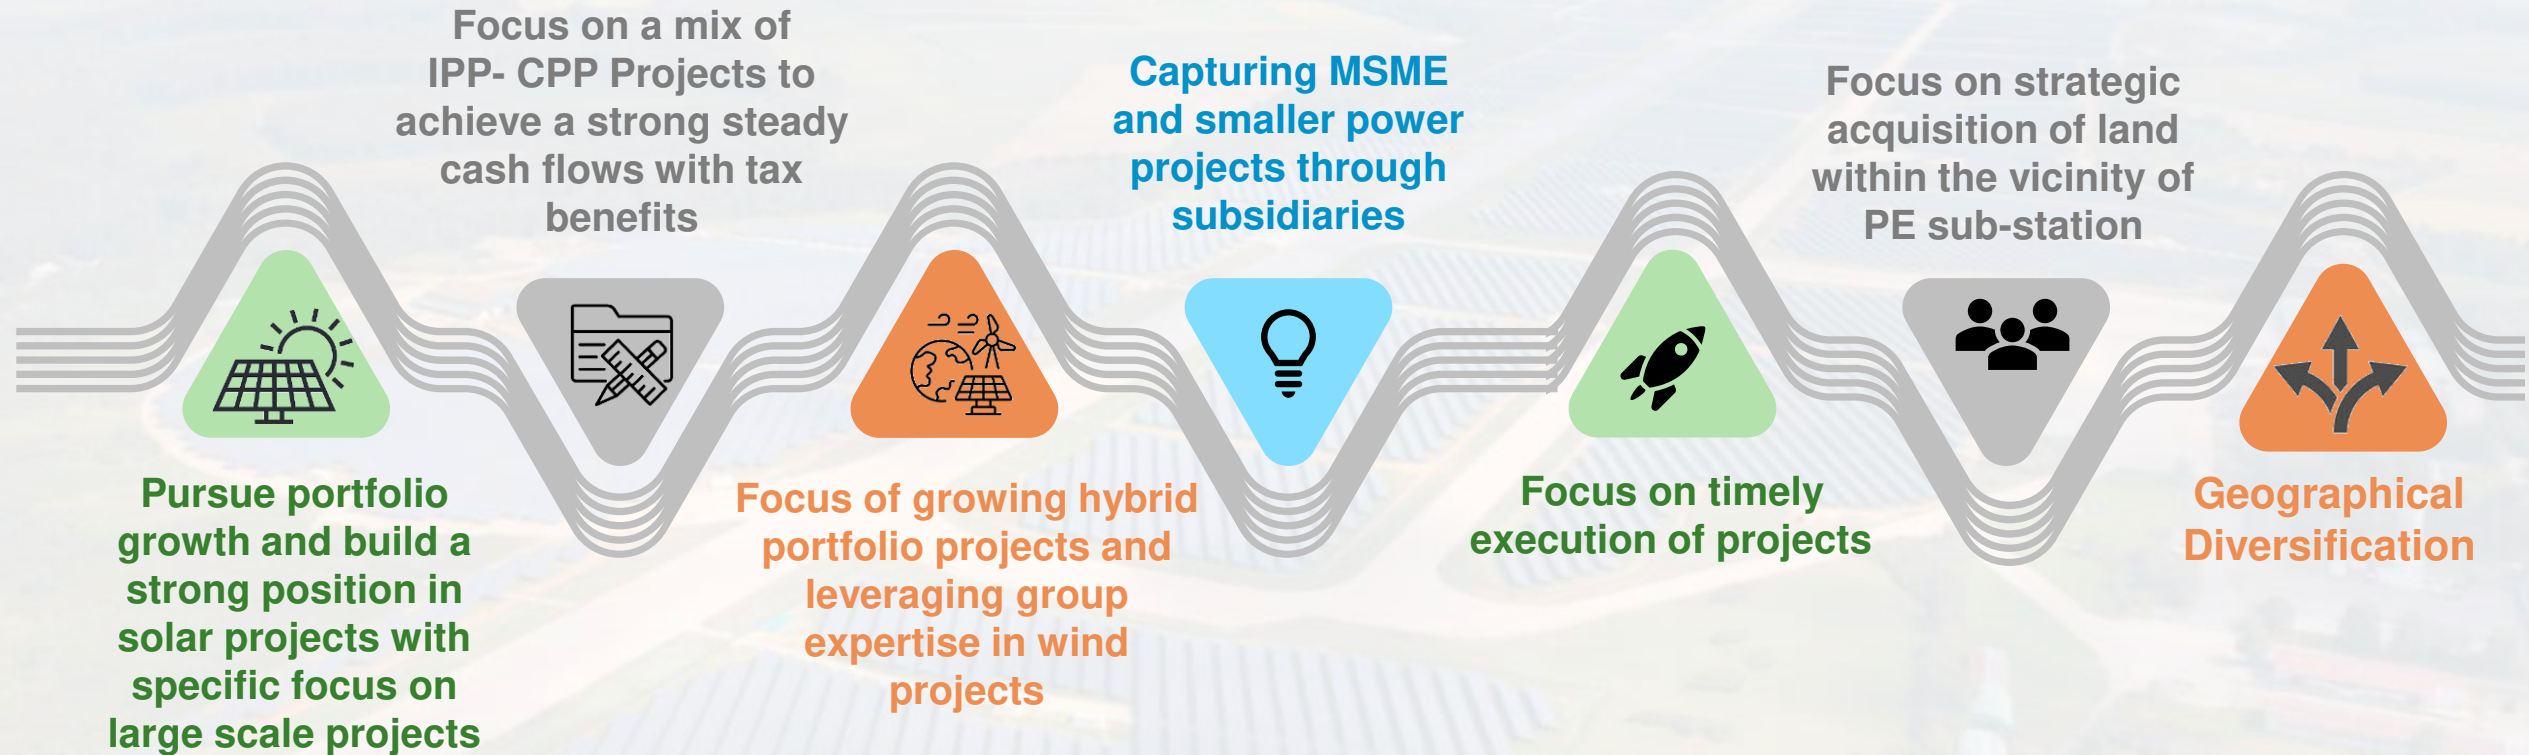 Focus on a mix of
IPP- CPP Projects to
achieve a strong steady
cash flows with tax
benefits
Capturing MSME
and smaller power
projects through
subsidiaries
Focus on strategic
acquisition of land
within the vicinity of
PE sub-station
Pursue portfolio
growth and build a
strong position in
solar projects with
specific focus on
large scale projects
Focus of growing hybrid
portfolio projects and
leveraging group
expertise in wind
projects
Focus on timely
execution of projects
Geographical
Diversification